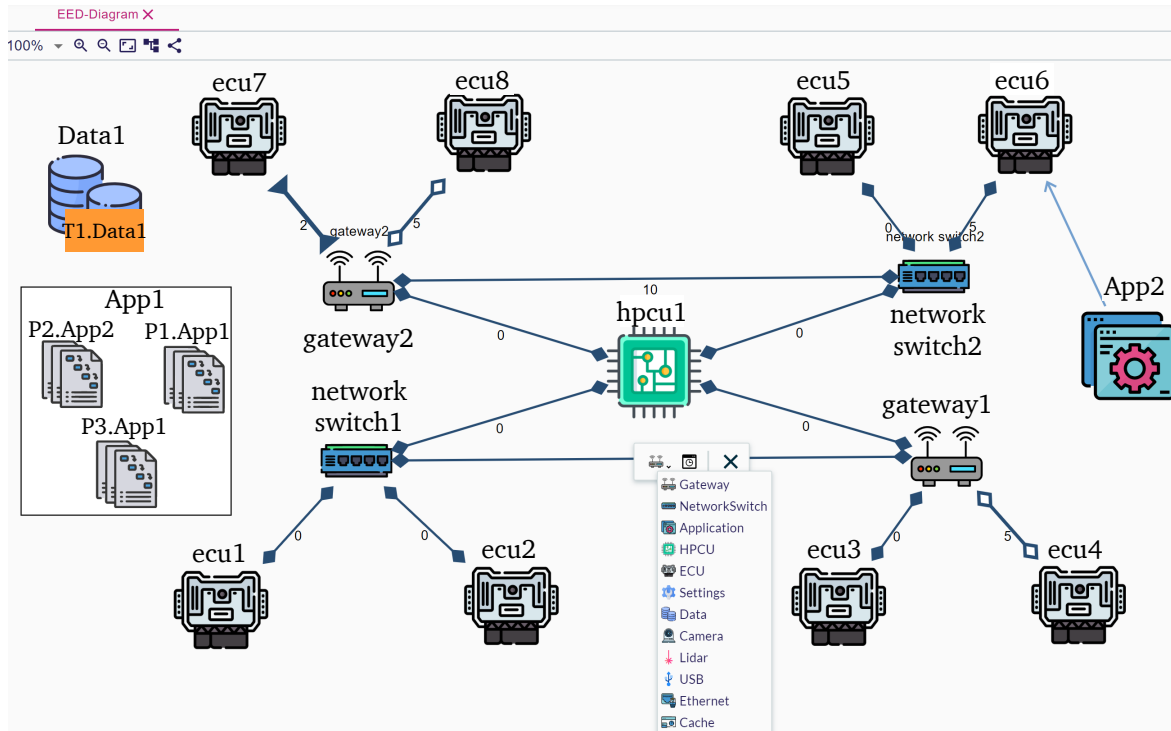 EED-Diagram
100%
ecu7
ecu8
ecu5
ecu6
Data1
T1.Data1
2
gateway2
5
0
5
network switch2
10
App2
App1
hpcu1
gateway2
network
switch2
0
0
P2.App2
P1.App1
network
switch1
gateway1
P3.App1
0
0
Gateway
NetworkSwitch
Application
HPCU
ECU
Settings
Data
Camera
Lidar
USB
Ethernet
Cache
0
0
0
5
ecu1
ecu2
ecu3
ecu4